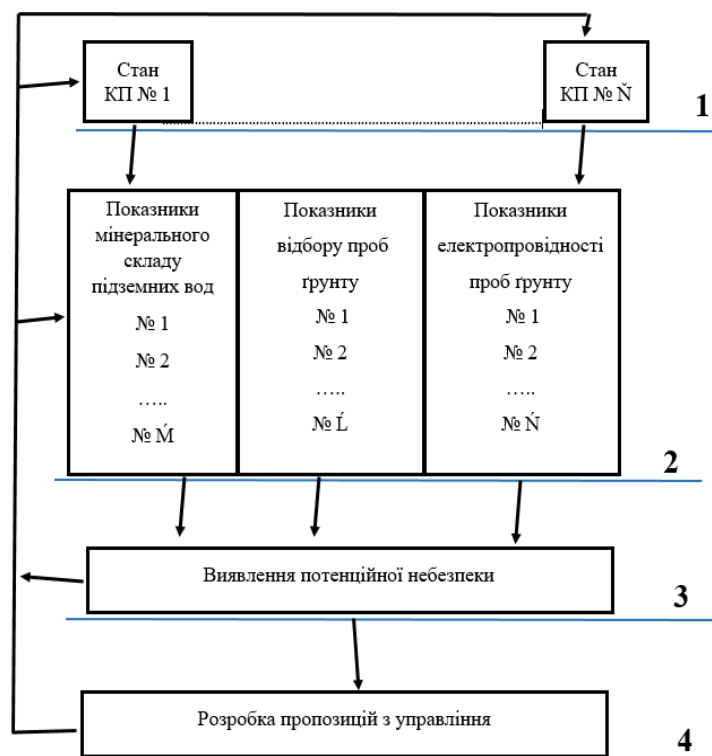 Стан
КП № 1
Стан
КП № Ň
1
Показники
мінерального
складу
підземних вод
№ 1
№ 2
…..
№ Ḿ
Показники
відбору проб
ґрунту
№ 1
№ 2
…..
№ Ĺ
Показники
електропровідності
проб ґрунту
№ 1
№ 2
…..
№ Ń
2
Виявлення потенційної небезпеки
3
Розробка пропозицій з управління
4